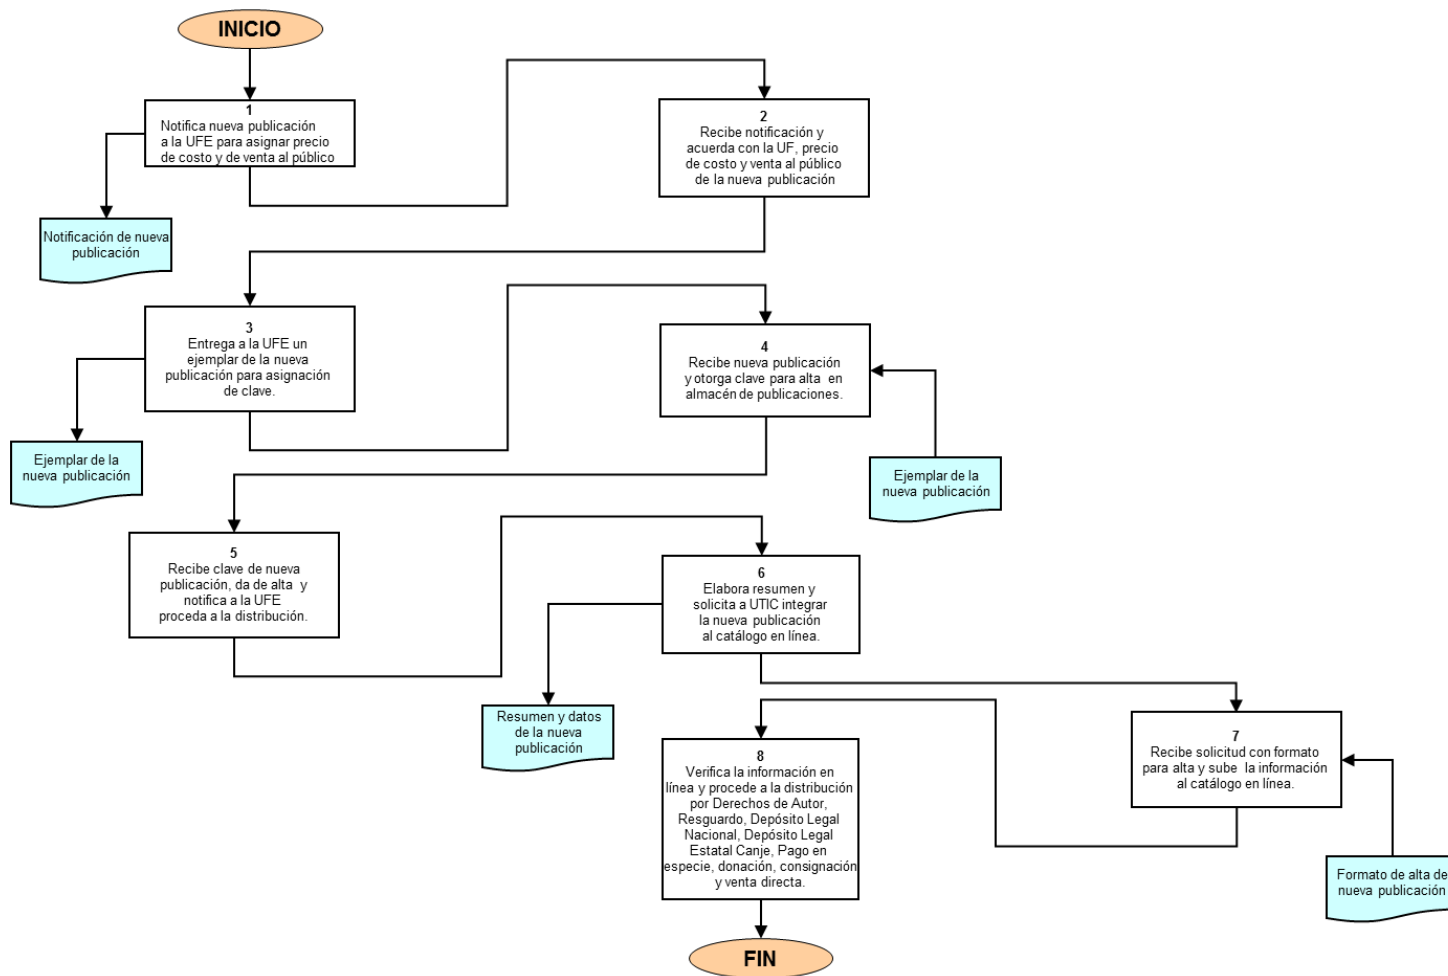 INICIO
1
Notifica nueva publicación
a la UFE para asignar precio
de costo y de venta al público
2
Recibe notificación y
acuerda con la UF, precio
de costo y venta al público
de la nueva publicación
Notificación de nueva
publicación
3
Entrega a la UFE un
ejemplar de la nueva
publicación para asignación
de clave.
4
Recibe nueva publicación
y otorga clave para alta en
almacén de publicaciones.
Ejemplar de la
nueva publicación
Ejemplar de la
nueva publicación
5
Recibe clave de nueva
publicación, da de alta y
notifica a la UFE
proceda a la distribución.
6
Elabora resumen y
solicita a UTIC integrar
la nueva publicación
al catálogo en línea.
Resumen y datos
de la nueva
publicación
7
Recibe solicitud con formato
para alta y sube la información
al catálogo en línea.
8
Verifica la información en
línea y procede a la distribución
por Derechos de Autor,
Resguardo, Depósito Legal
Nacional, Depósito Legal
Estatal Canje, Pago en
especie, donación, consignación
y venta directa.
Formato de alta de
nueva publicación
FIN